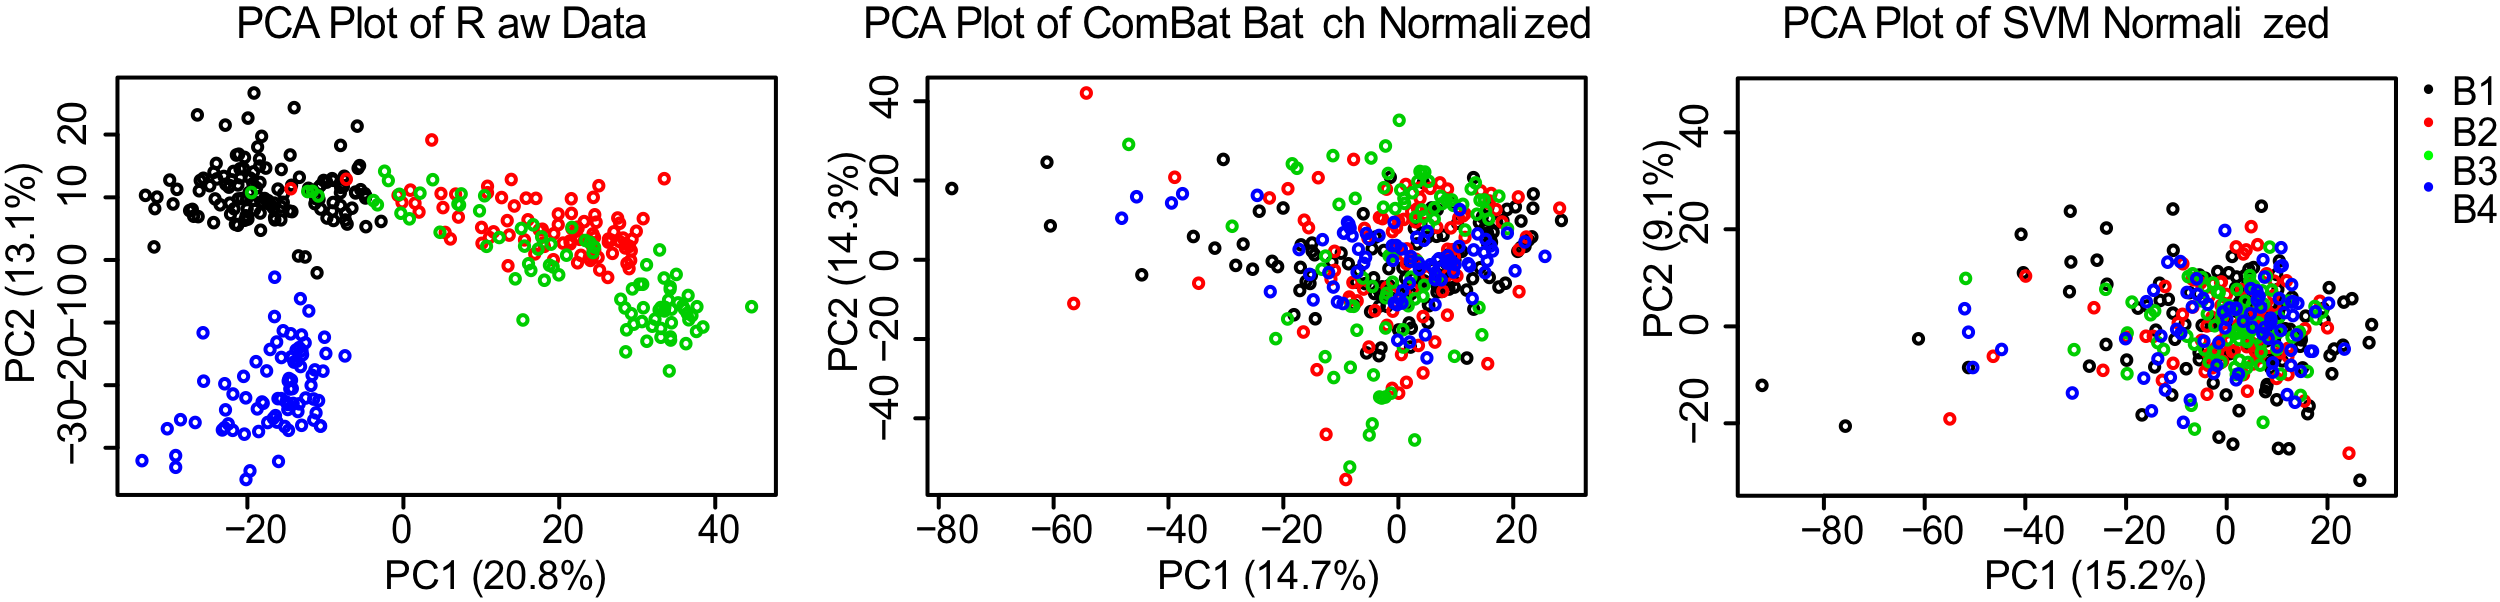 PCA Plot of R aw Data
20
10
0
−10
−20
−30
PC2 (13.1%)
−20 0 20 40
PC1 (20.8%)
PCA Plot of ComBat Bat ch Normali zed
40
20
0
−20
−40
PC2 (14.3%)
−80 −60 −40 −20 0 20
PC1 (14.7%)
PCA Plot of SVM Normali zed
40
20
0
−20
PC2 (9.1%)
−80 −60 −40 −20 0 20
PC1 (15.2%)
B1
B2
B3
B4